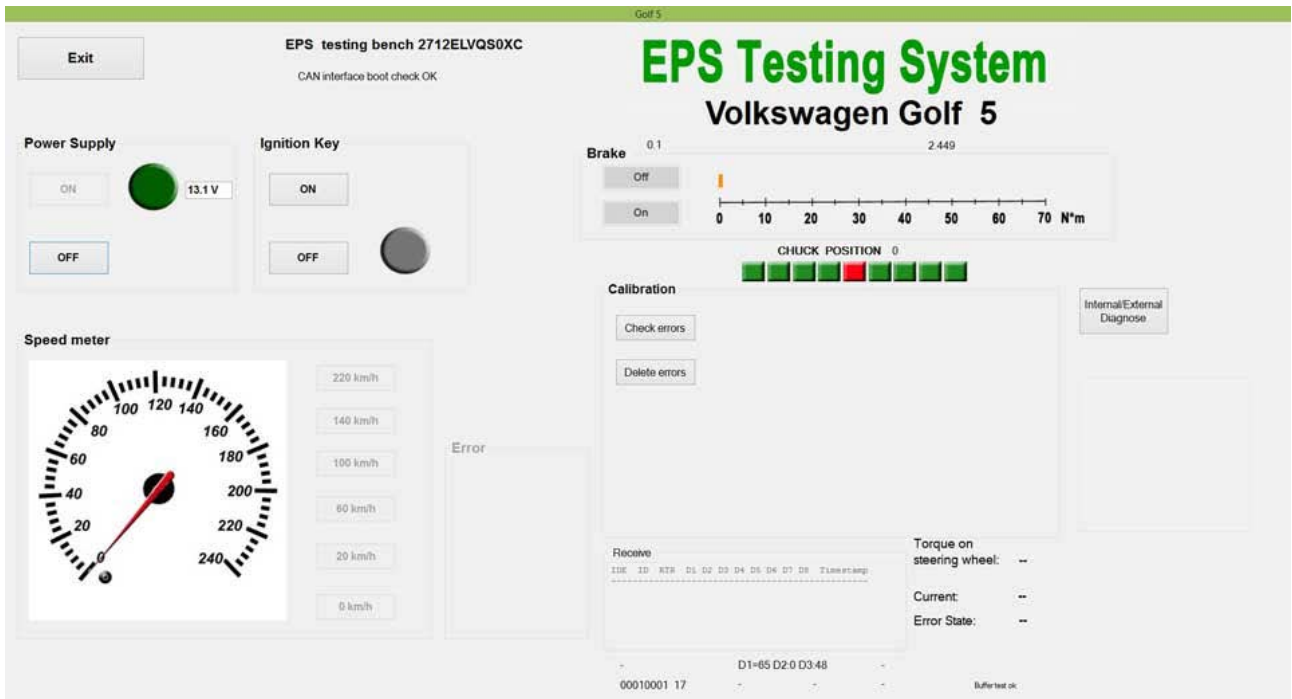 Golf 5
Exit
EPS testing bench 2712ELVQS0XC
CAN interface boot check OK
EPS Testing System
Volkswagen Golf 5
Power Supply
ON
13.1 V
OFF
Ignition Key
ON
OFF
Brake
0.1
2.449
Off
On
0 10 20 30 40 50 60 70 N*m
CHUCK POSITION 0
Calibration
Check errors
Delete errors
Internal/External
Diagnose
Speed meter
0 20 40 60 80 100 120 140 160 180 200 220 240
220 km/h
140 km/h
100 km/h
60 km/h
20 km/h
0 km/h
Error
Receive
IDE ID RTR D1 D2 D3 D4 D5 D6 D7 D8 Timestamp
Torque on
steering wheel: --
Current: --
Error State: --
- D1=65 D2:0 D3:48 -
00010001 17 - - - Buffer test ok